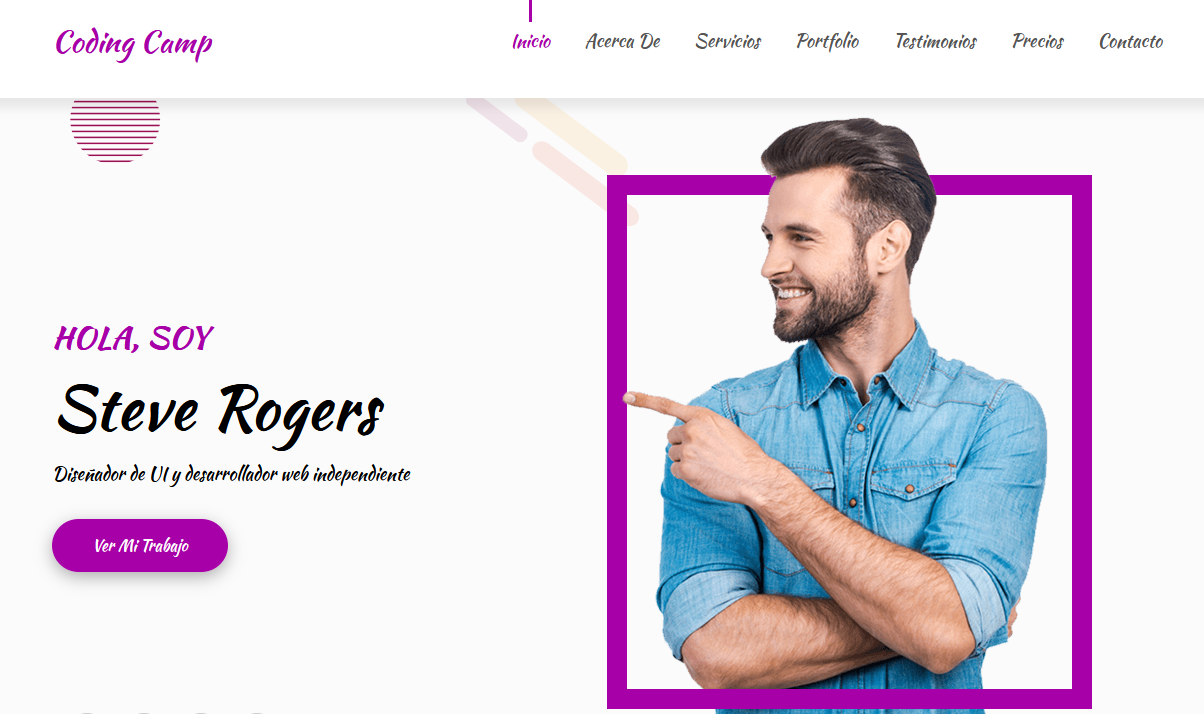 Coding Camp
Inicio Acerca De Servicios Portfolio Testimonios Precios Contacto
HOLA, SOY
Steve Rogers
Diseñador de UI y desarrollador web independiente
Ver Mi Trabajo